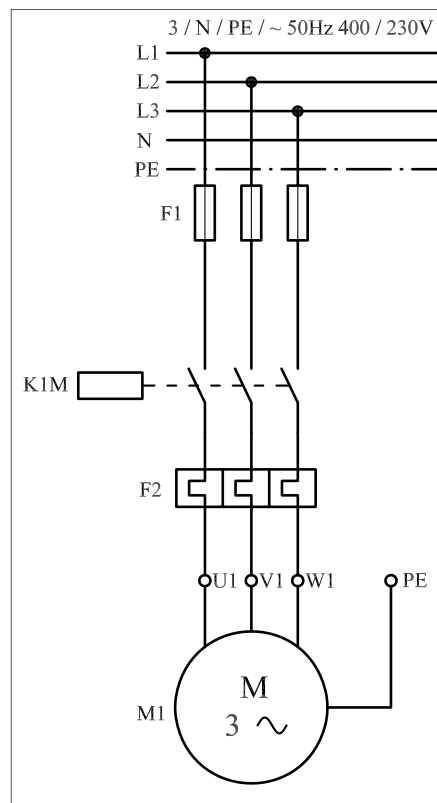 3 / N / PE / ~ 50Hz 400 / 230V
L1
L2
L3
N
PE
F1
K1M
F2
U1 V1 W1 PE
M1
M
3 ~